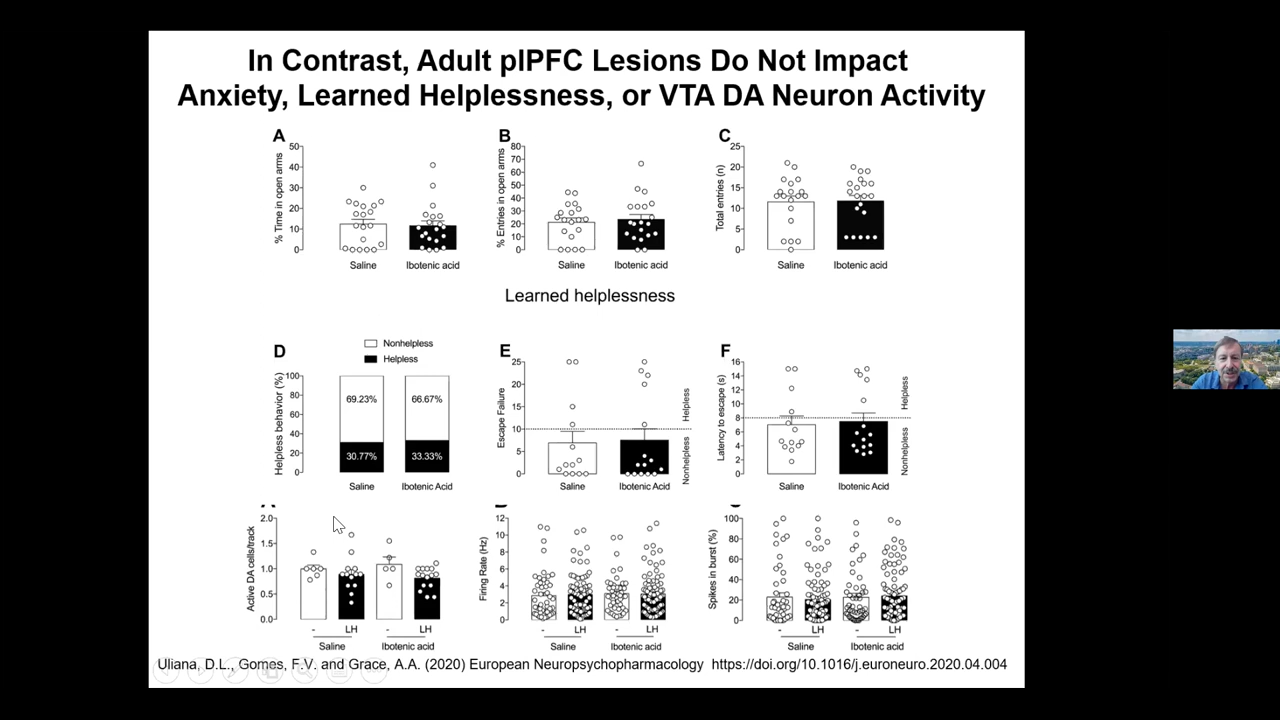 In Contrast, Adult plPFC Lesions Do Not Impact
Anxiety, Learned Helplessness, or VTA DA Neuron Activity
A
% Time in open arms
50
40
30
20
10
0
Saline
Ibotenic acid
B
% Entries in open arms
80
70
60
50
40
30
20
10
0
Saline
Ibotenic acid
C
Total entries (n)
25
20
15
10
5
0
Saline
Ibotenic acid
Learned helplessness
D
Nonhelpless
Helpless
Helpless behavior (%)
100
80
60
40
20
0
69.23%
66.67%
30.77%
33.33%
Saline
Ibotenic Acid
E
Escape Failure
25
20
15
10
5
0
Helpless
Nonhelpless
Saline
Ibotenic Acid
F
Latency to escape (s)
16
14
12
10
8
6
4
2
0
Helpless
Nonhelpless
Saline
Ibotenic Acid
Active DA cells/track
2.0
1.5
1.0
0.5
0.0
- LH - LH
Saline
Ibotenic acid
Firing Rate (Hz)
12
10
8
6
4
2
0
- LH - LH
Saline
Ibotenic acid
Spikes in burst (%)
100
80
60
40
20
0
- LH - LH
Saline
Ibotenic acid
Uliana, D.L., Gomes, F.V. and Grace, A.A. (2020) European Neuropsychopharmacology https://doi.org/10.1016/j.euroneuro.2020.04.004